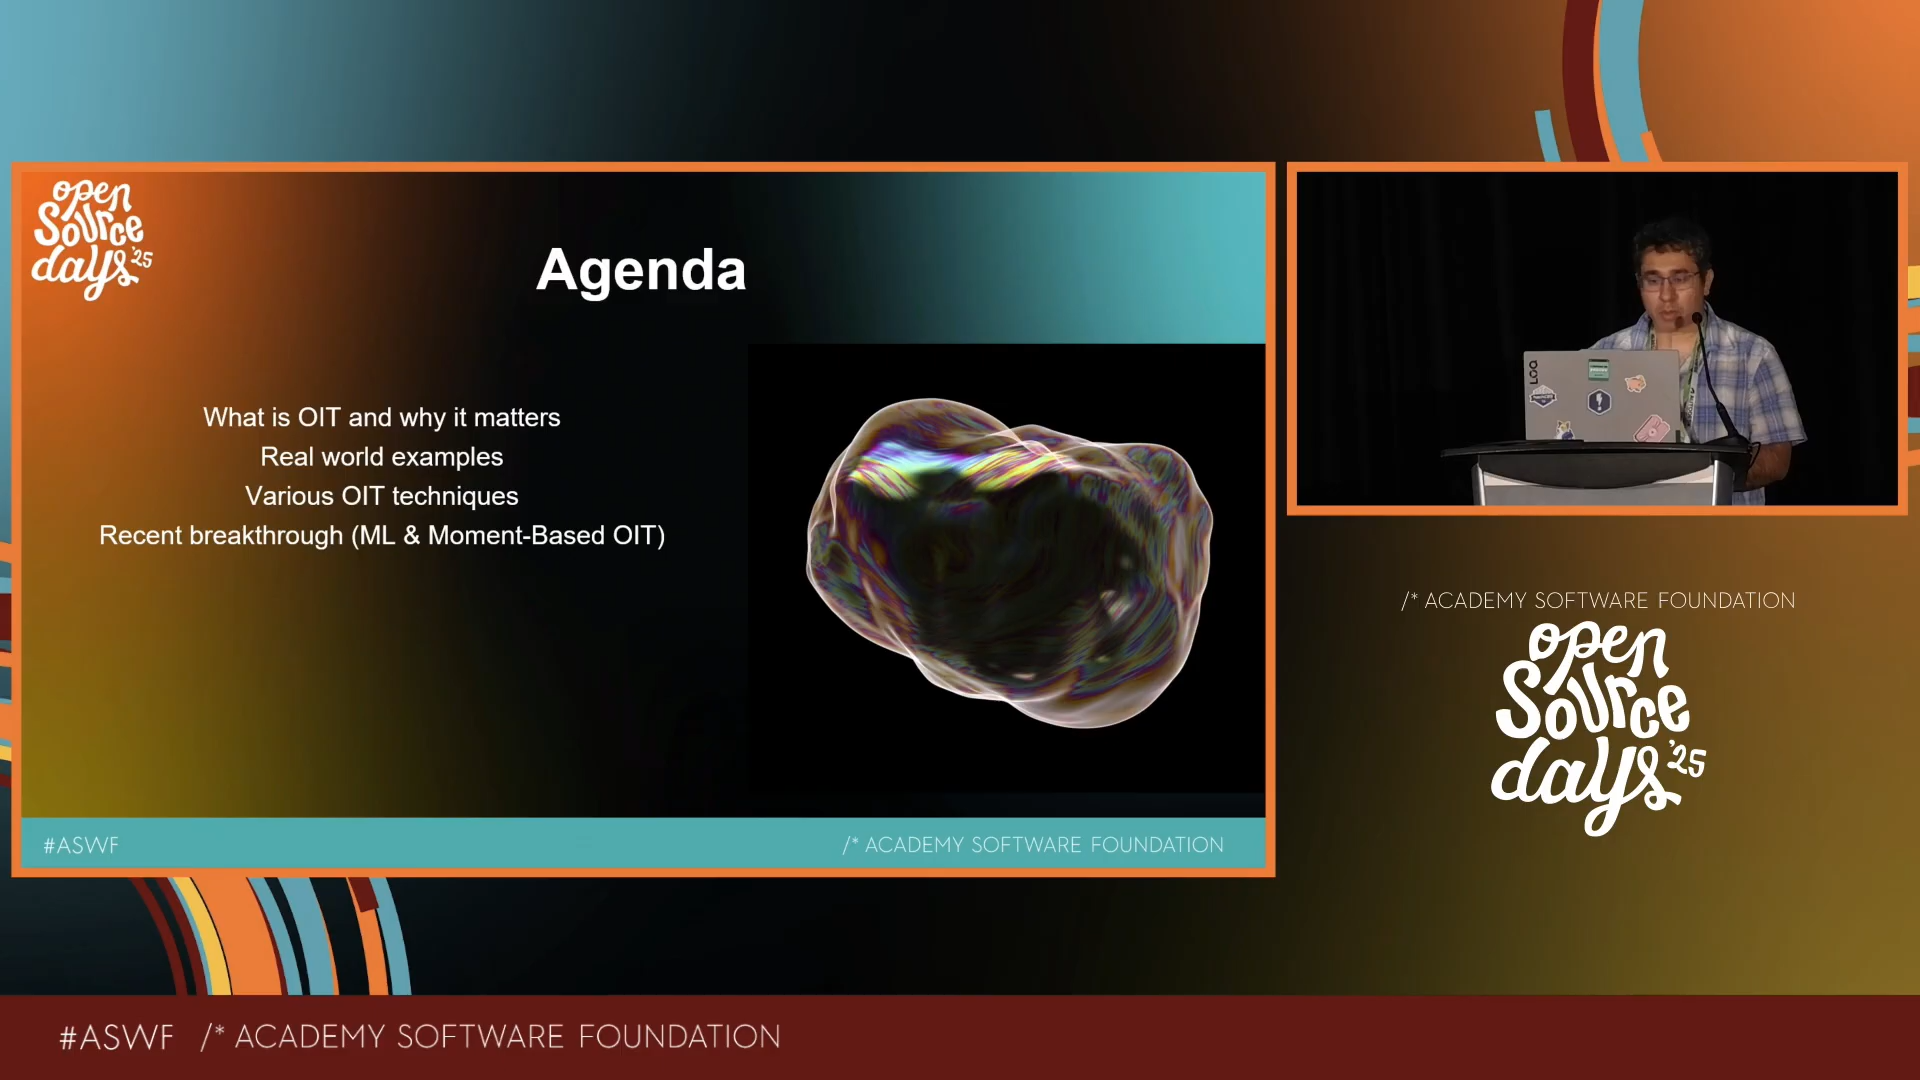 open
Source
days '25
Agenda
What is OIT and why it matters
Real world examples
Various OIT techniques
Recent breakthrough (ML & Moment-Based OIT)
#ASWF
/* ACADEMY SOFTWARE FOUNDATION
LOQ
/* ACADEMY SOFTWARE FOUNDATION
open
Source
days '25
#ASWF /* ACADEMY SOFTWARE FOUNDATION